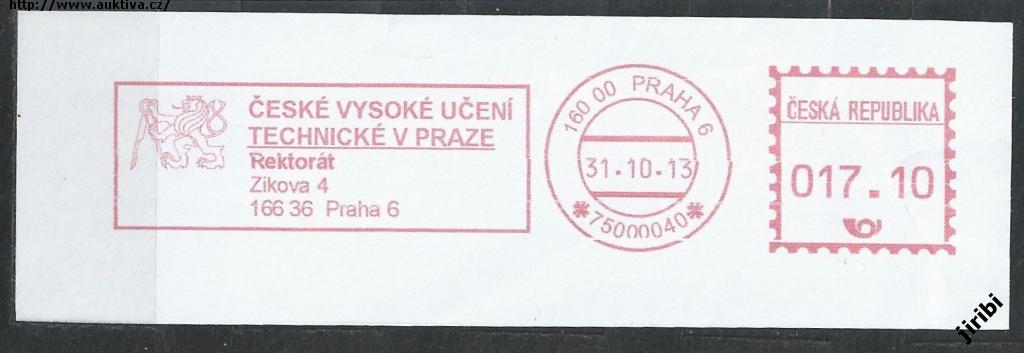 http://www.auktiva.cz/
ČESKÉ VYSOKÉ UČENÍ
TECHNICKÉ V PRAZE
Rektorát
Zikova 4
166 36 Praha 6
160 00 PRAHA 6
31.10.13
*75000040*
ČESKÁ REPUBLIKA
017.10
jiribi